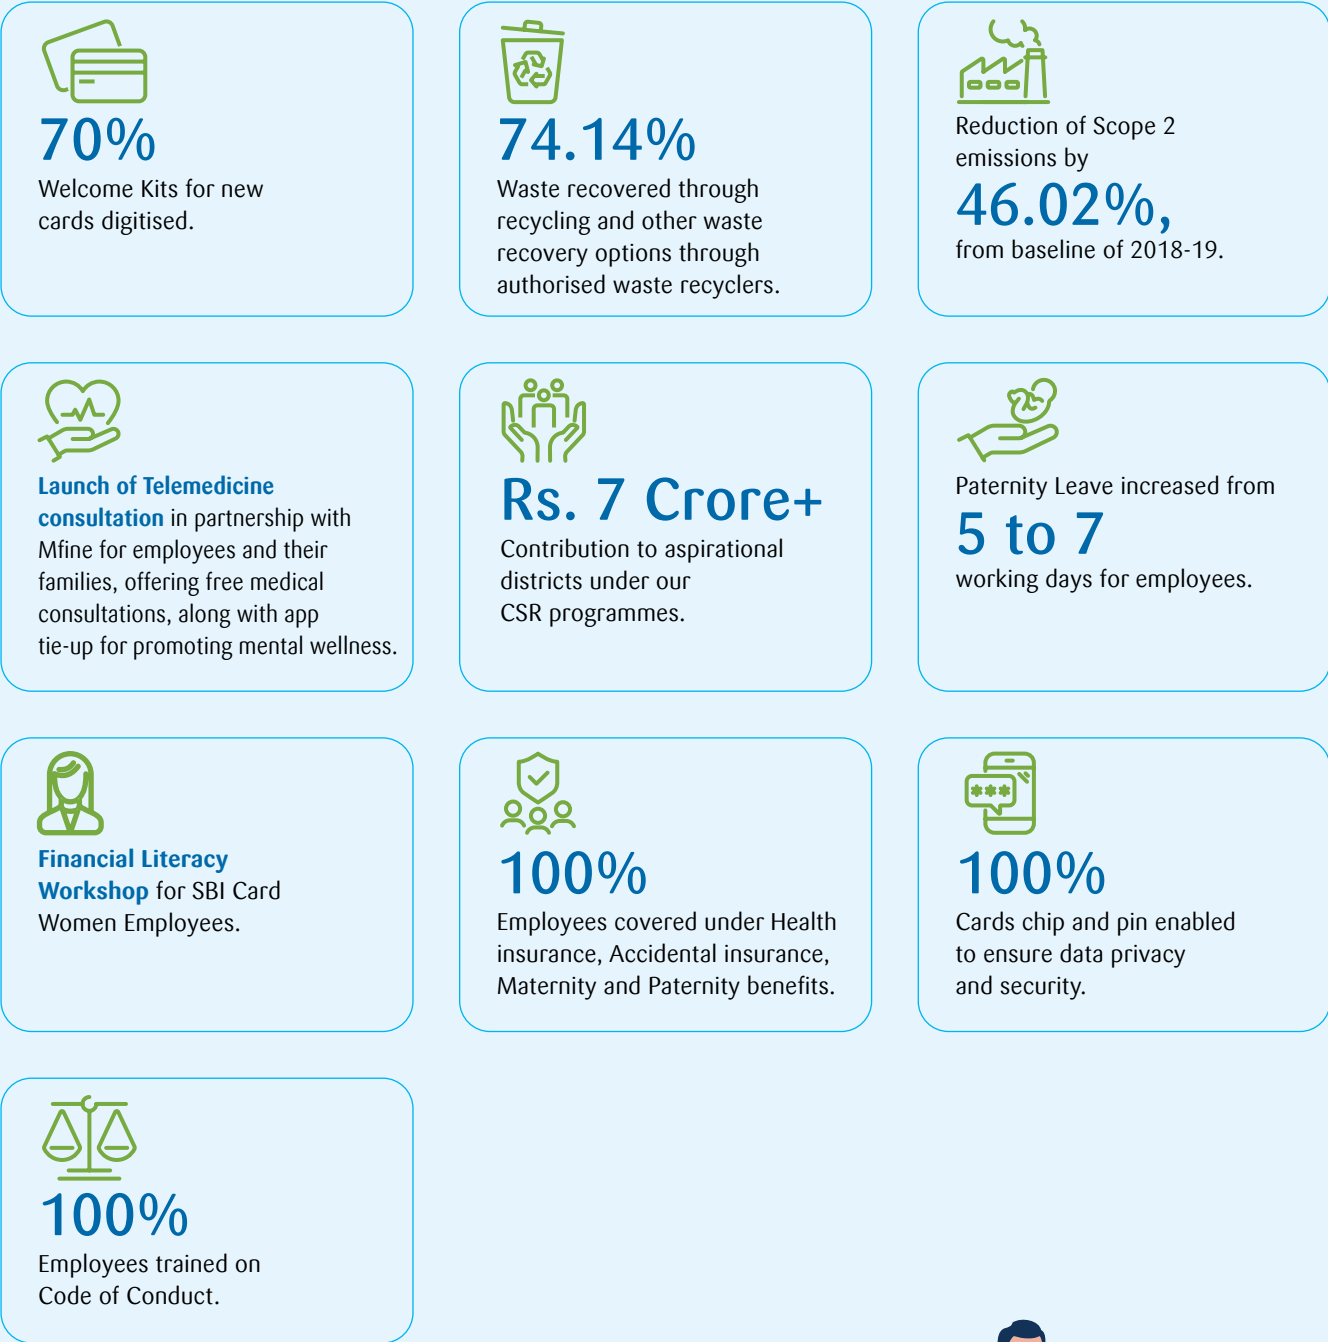 70%
Welcome Kits for new
cards digitised.
74.14%
Waste recovered through
recycling and other waste
recovery options through
authorised waste recyclers.
Reduction of Scope 2
emissions by
46.02%,
from baseline of 2018-19.
Launch of Telemedicine
consultation in partnership with
Mfine for employees and their
families, offering free medical
consultations, along with app
tie-up for promoting mental wellness.
Rs. 7 Crore+
Contribution to aspirational
districts under our
CSR programmes.
Paternity Leave increased from
5 to 7
working days for employees.
Financial Literacy
Workshop for SBI Card
Women Employees.
100%
Employees covered under Health
insurance, Accidental insurance,
Maternity and Paternity benefits.
***
100%
Cards chip and pin enabled
to ensure data privacy
and security.
100%
Employees trained on
Code of Conduct.